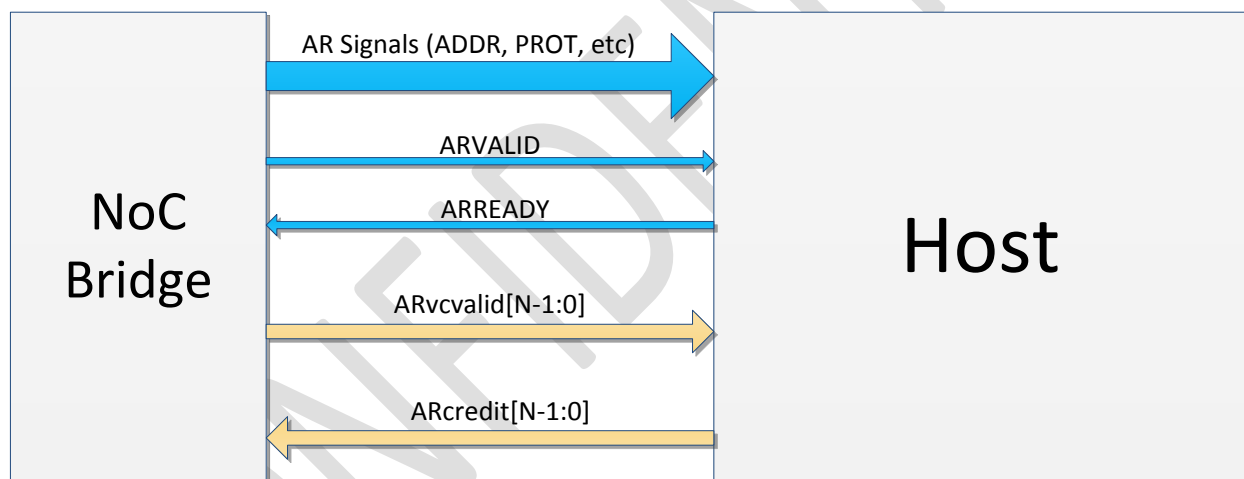 AR Signals (ADDR, PROT, etc)
ARVALID
ARREADY
NoC
Bridge
Host
ARvcvalid[N-1:0]
ARcredit[N-1:0]